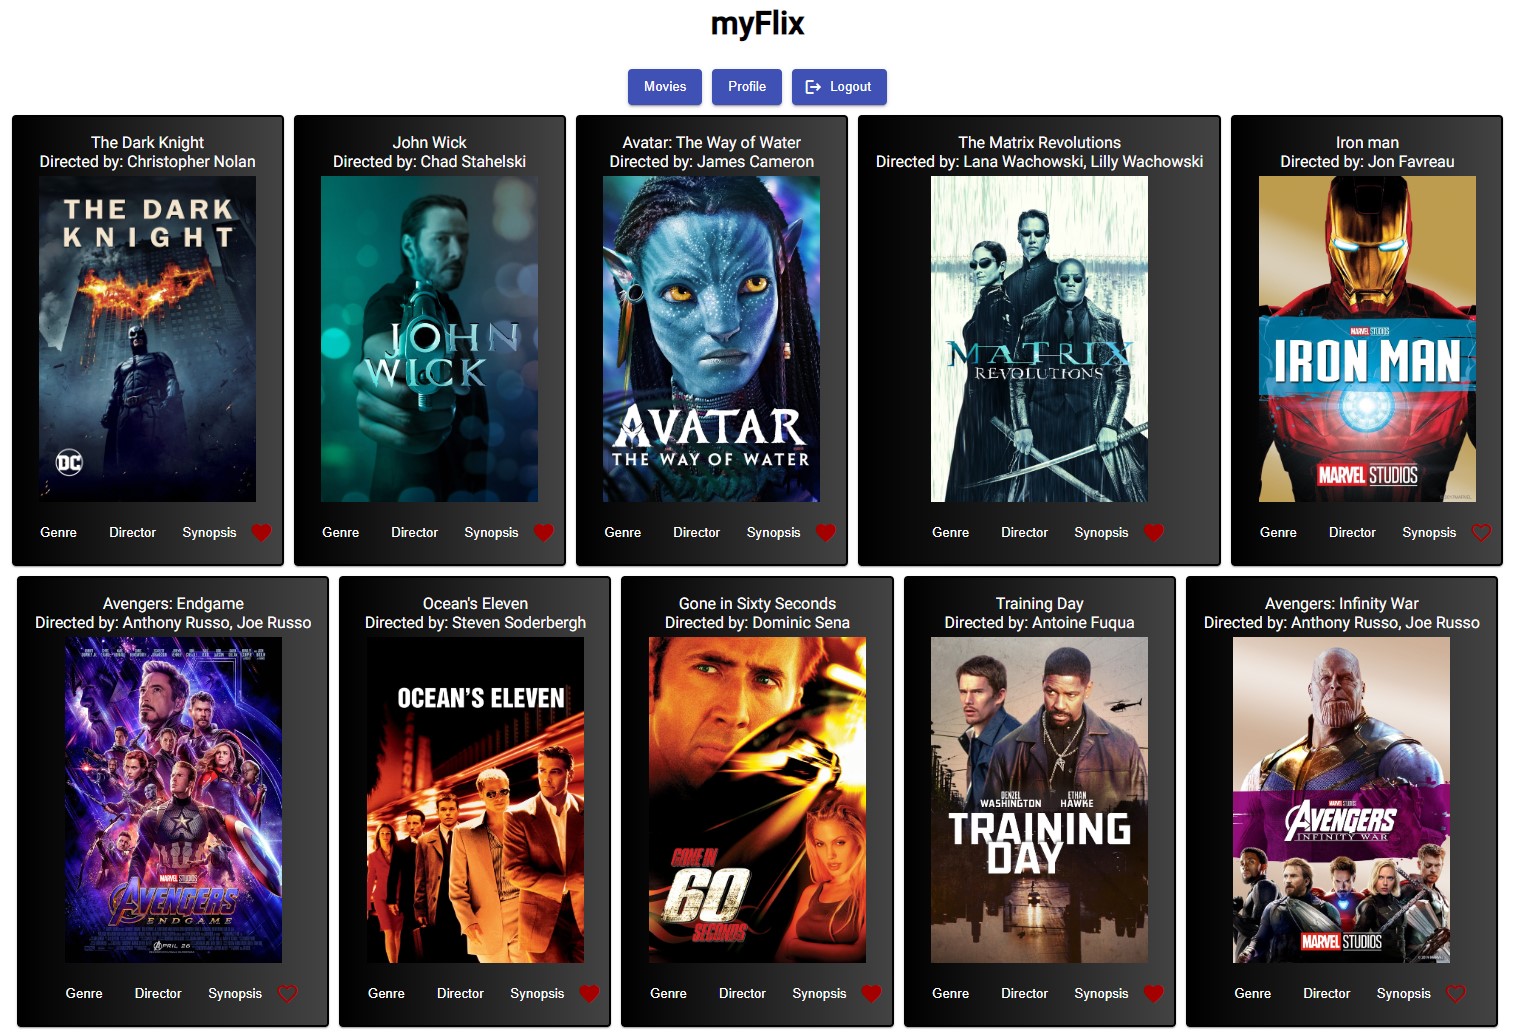 myFlix
Movies
Profile
Logout
The Dark Knight
Directed by: Christopher Nolan
THE DARK
KNIGHT
DC
Genre
Director
Synopsis
John Wick
Directed by: Chad Stahelski
JOHN
WICK
Genre
Director
Synopsis
Avatar: The Way of Water
Directed by: James Cameron
AVATAR
THE WAY OF WATER
Genre
Director
Synopsis
The Matrix Revolutions
Directed by: Lana Wachowski, Lilly Wachowski
MATRIX
REVOLUTIONS
Genre
Director
Synopsis
Iron man
Directed by: Jon Favreau
MARVEL STUDIOS
IRON MAN
MARVEL STUDIOS
Genre
Director
Synopsis
Avengers: Endgame
Directed by: Anthony Russo, Joe Russo
MARVEL STUDIOS
AVENGERS
ENDGAME
APRIL 26
Genre
Director
Synopsis
Ocean's Eleven
Directed by: Steven Soderbergh
OCEAN'S ELEVEN
Genre
Director
Synopsis
Gone in Sixty Seconds
Directed by: Dominic Sena
GONE IN
60
SECONDS
Genre
Director
Synopsis
Training Day
Directed by: Antoine Fuqua
DENZEL
WASHINGTON
ETHAN
HAWKE
TRAINING
DAY
Genre
Director
Synopsis
Avengers: Infinity War
Directed by: Anthony Russo, Joe Russo
MARVEL STUDIOS
AVENGERS
INFINITY WAR
MARVEL STUDIOS
Genre
Director
Synopsis